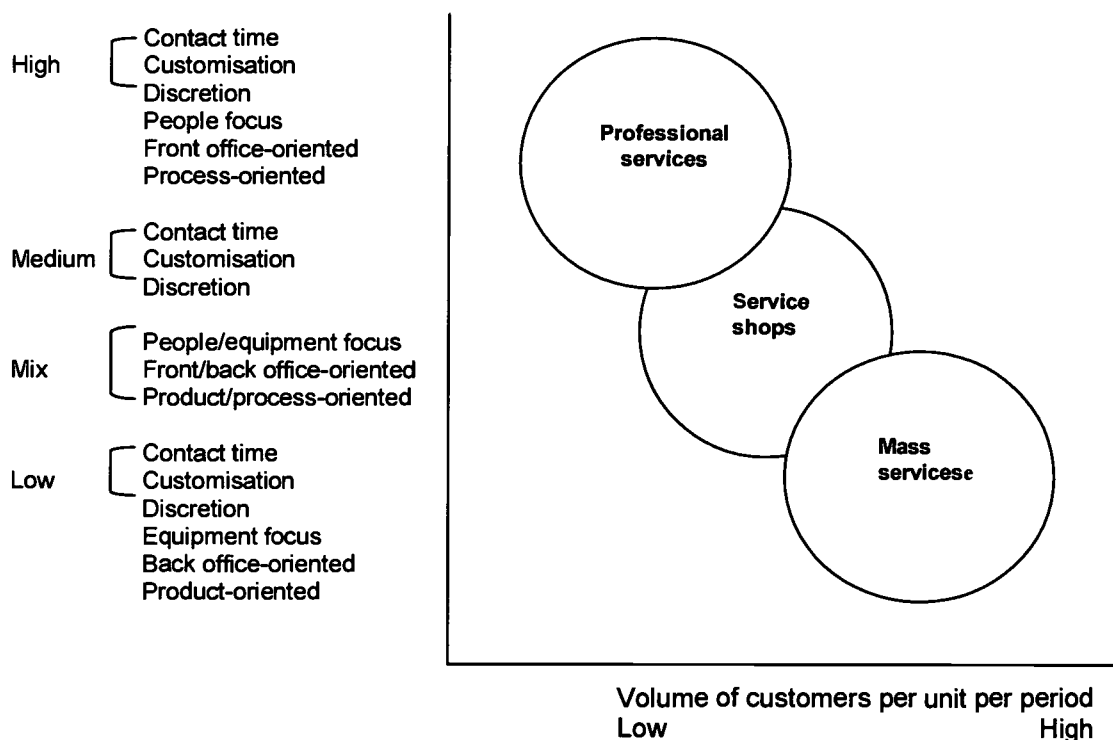 High
Contact time
Customisation
Discretion
People focus
Front office-oriented
Process-oriented
Medium
Contact time
Customisation
Discretion
Mix
People/equipment focus
Front/back office-oriented
Product/process-oriented
Low
Contact time
Customisation
Discretion
Equipment focus
Back office-oriented
Product-oriented
Professional
services
Service
shops
Mass
servicese
Volume of customers per unit per period
Low High